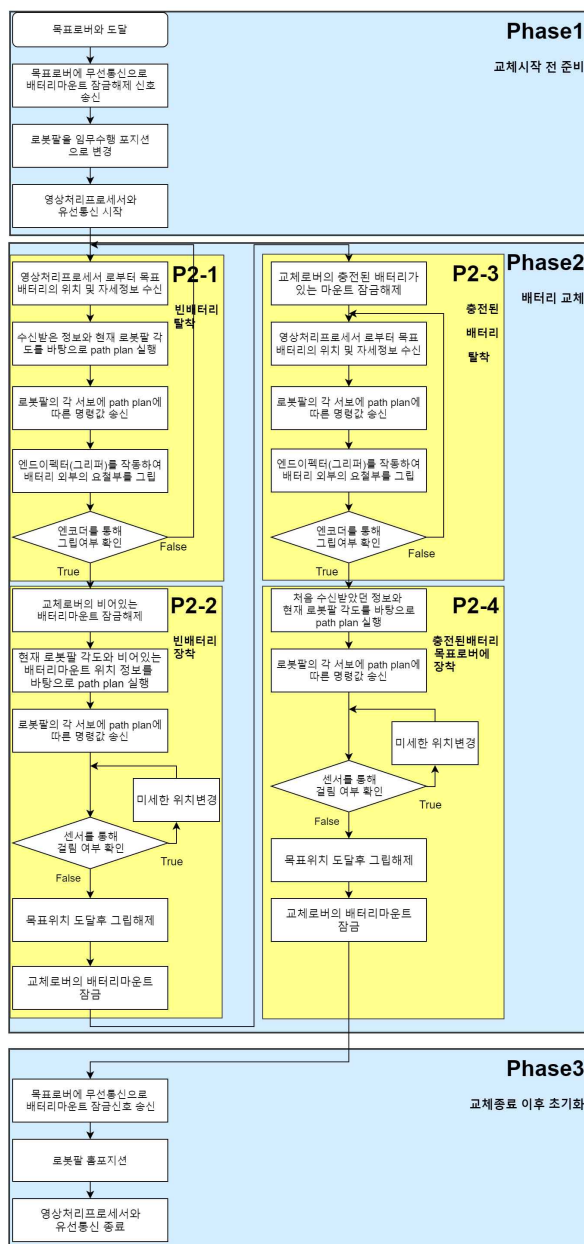 Phase1
교체시작 전 준비
목표로버와 도달
목표로버에 무선통신으로
배터리마운트 잠금해제 신호
송신
로봇팔을 임무수행 포지션
으로 변경
영상처리프로세서와
유선통신 시작
Phase2
배터리 교체
P2-1
빈배터리
탈착
영상처리프로세서 로부터 목표
배터리의 위치 및 자세정보 수신
수신받은 정보와 현재 로봇팔 각
도를 바탕으로 path plan 실행
로봇팔의 각 서보에 path plan에
따른 명령값 송신
엔드이펙터(그리퍼)를 작동하여
배터리 외부의 요철부를 그립
엔코더를 통해
그립여부 확인
False
True
P2-2
빈배터리
장착
교체로버의 비어있는
배터리마운트 잠금해제
현재 로봇팔 각도와 비어있는
배터리마운트 위치 정보를
바탕으로 path plan 실행
로봇팔의 각 서보에 path plan에
따른 명령값 송신
미세한 위치변경
센서를 통해
걸림 여부 확인
True
False
목표위치 도달후 그립해제
교체로버의 배터리마운트
잠금
P2-3
충전된
배터리
탈착
교체로버의 충전된 배터리가
있는 마운트 잠금해제
영상처리프로세서 로부터 목표
배터리의 위치 및 자세정보 수신
로봇팔의 각 서보에 path plan에
따른 명령값 송신
엔드이펙터(그리퍼)를 작동하여
배터리 외부의 요철부를 그립
엔코더를 통해
그립여부 확인
False
True
P2-4
충전된배터리
목표로버에
장착
처음 수신받았던 정보와
현재 로봇팔 각도를 바탕으로
path plan 실행
로봇팔의 각 서보에 path plan에
따른 명령값 송신
미세한 위치변경
센서를 통해
걸림 여부 확인
True
False
목표위치 도달후 그립해제
교체로버의 배터리마운트
잠금
Phase3
교체종료 이후 초기화
목표로버에 무선통신으로
배터리마운트 잠금신호 송신
로봇팔 홈포지션
영상처리프로세서와
유선통신 종료